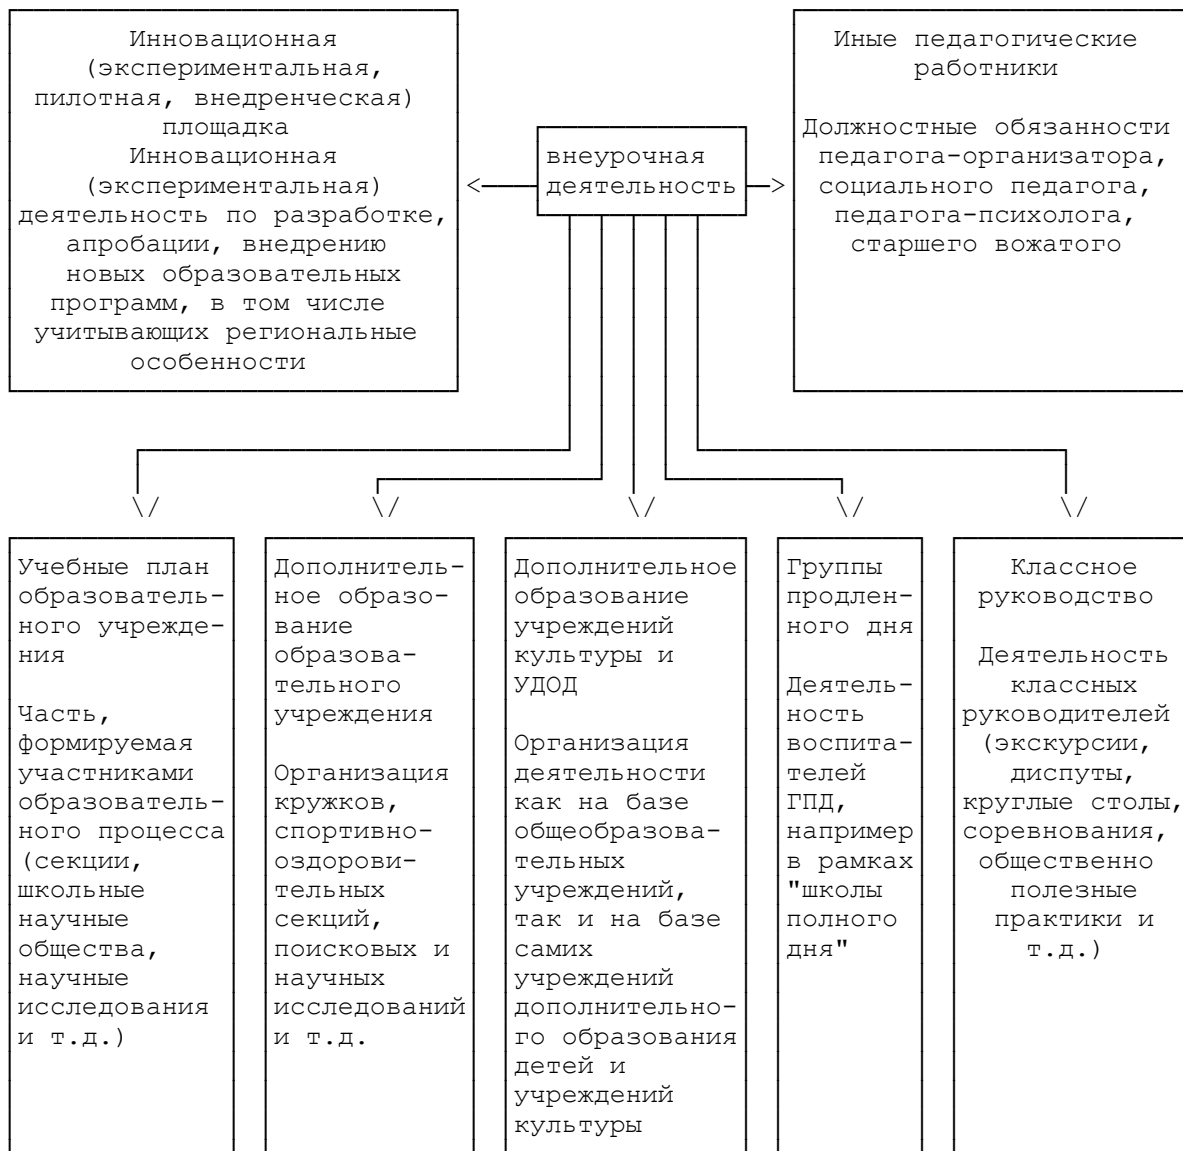 Инновационная
(экспериментальная,
пилотная, внедренческая)
площадка
Инновационная
(экспериментальная)
деятельность по разработке,
апробации, внедрению
новых образовательных
программ, в том числе
учитывающих региональные
особенности
внеурочная
деятельность
Иные педагогические
работники
Должностные обязанности
педагога-организатора,
социального педагога,
педагога-психолога,
старшего вожатого
Учебные план
образователь-
ного учрежде-
ния
Часть,
формируемая
участниками
образователь-
ного процесса
(секции,
школьные
научные
общества,
научные
исследования
и т.д.)
Дополнитель-
ное образо-
вание
образова-
тельного
учреждения
Организация
кружков,
спортивно-
оздорови-
тельных
секций,
поисковых и
научных
исследований
и т.д.
Дополнительное
образование
учреждений
культуры и
УДОД
Организация
деятельности
как на базе
общеобразова-
тельных
учреждений,
так и на базе
самих
учреждений
дополнительно-
го образования
детей и
учреждений
культуры
Группы
продлен-
ного дня
Деятель-
ность
воспита-
телей
ГПД,
например
в рамках
"школы
полного
дня"
Классное
руководство
Деятельность
классных
руководителей
(экскурсии,
диспуты,
круглые столы,
соревнования,
общественно
полезные
практики и
т.д.)